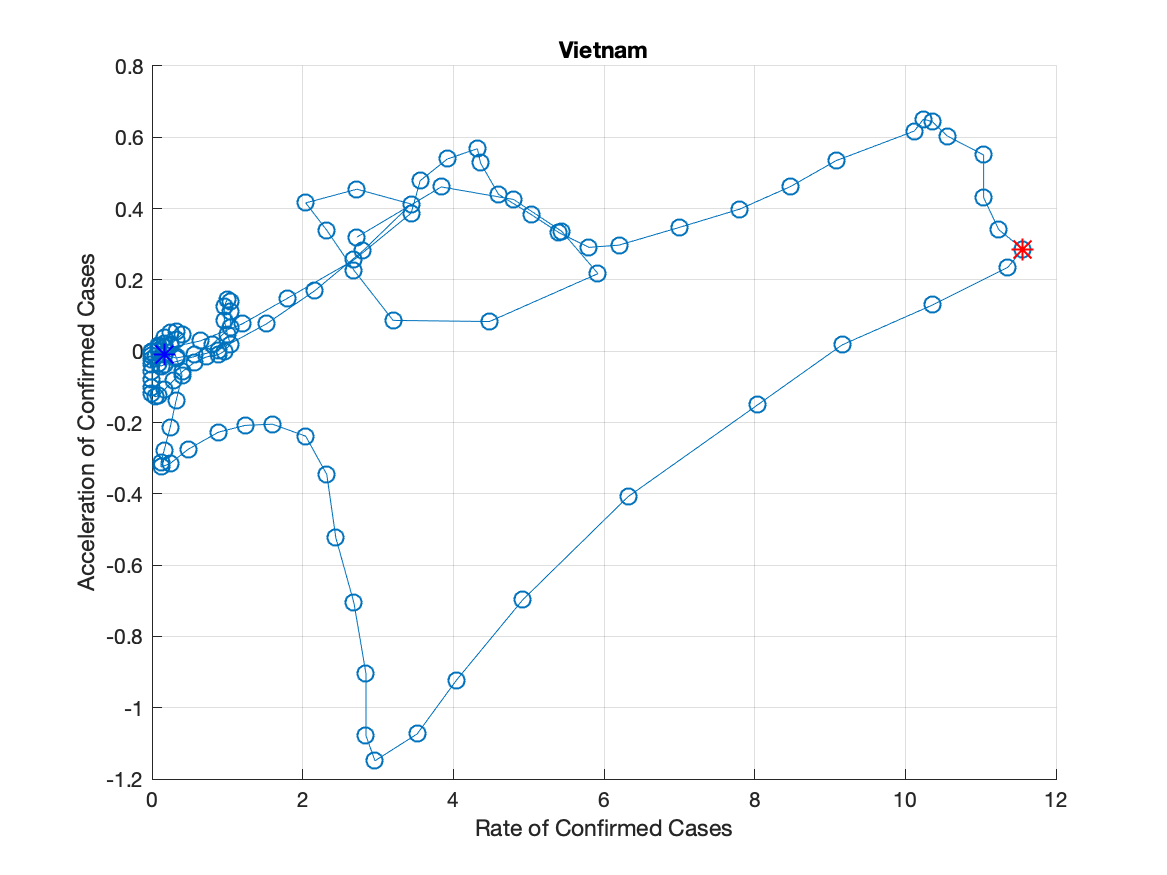 Vietnam
0.8
0.6
0.4
0.2
0
-0.2
-0.4
-0.6
-0.8
-1
-1.2
Acceleration of Confirmed Cases
0 2 4 6 8 10 12
Rate of Confirmed Cases